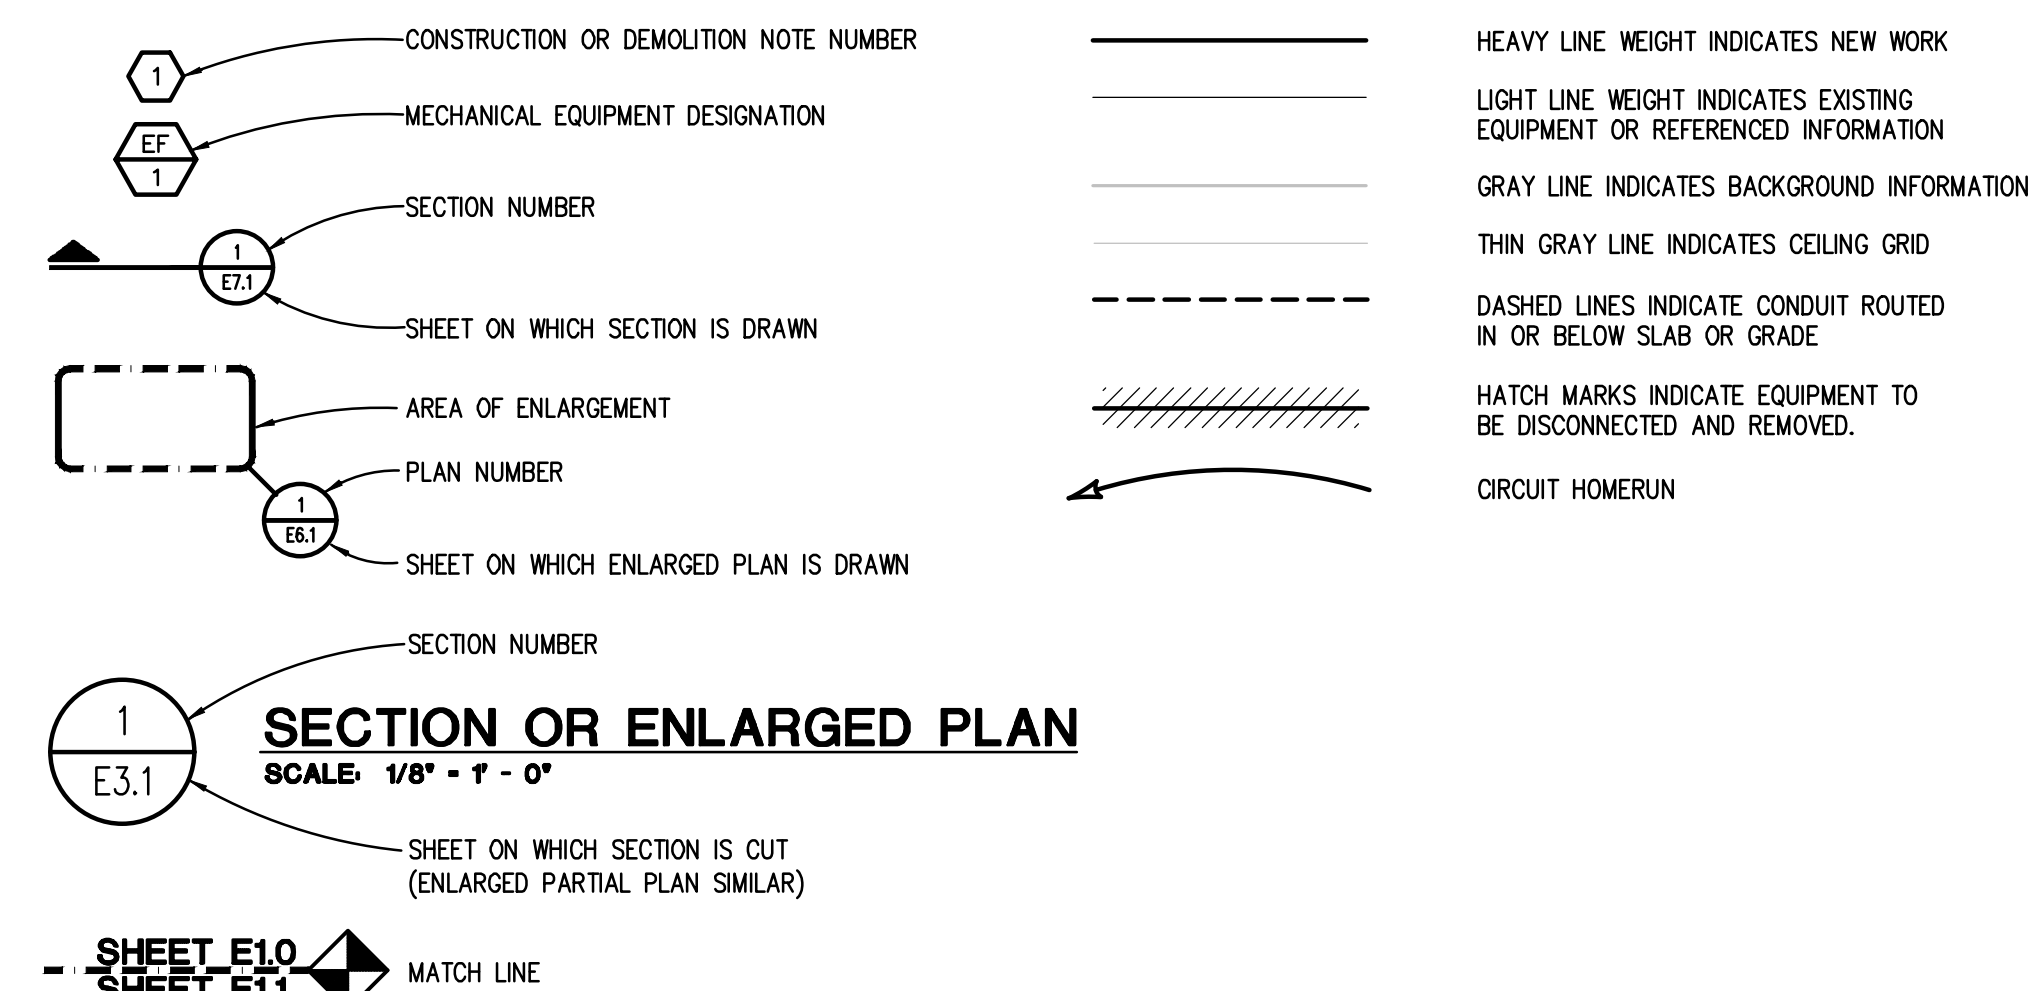 1
CONSTRUCTION OR DEMOLITION NOTE NUMBER
EF
1
MECHANICAL EQUIPMENT DESIGNATION
SECTION NUMBER
1
E7.1
SHEET ON WHICH SECTION IS DRAWN
AREA OF ENLARGEMENT
PLAN NUMBER
1
E6.1
SHEET ON WHICH ENLARGED PLAN IS DRAWN
SECTION NUMBER
1
E3.1
SECTION OR ENLARGED PLAN
SCALE: 1/8" = 1' - 0"
SHEET ON WHICH SECTION IS CUT
(ENLARGED PARTIAL PLAN SIMILAR)
SHEET E1.0
SHEET E1.1
MATCH LINE
HEAVY LINE WEIGHT INDICATES NEW WORK
LIGHT LINE WEIGHT INDICATES EXISTING
EQUIPMENT OR REFERENCED INFORMATION
GRAY LINE INDICATES BACKGROUND INFORMATION
THIN GRAY LINE INDICATES CEILING GRID
DASHED LINES INDICATE CONDUIT ROUTED
IN OR BELOW SLAB OR GRADE
HATCH MARKS INDICATE EQUIPMENT TO
BE DISCONNECTED AND REMOVED.
CIRCUIT HOMERUN